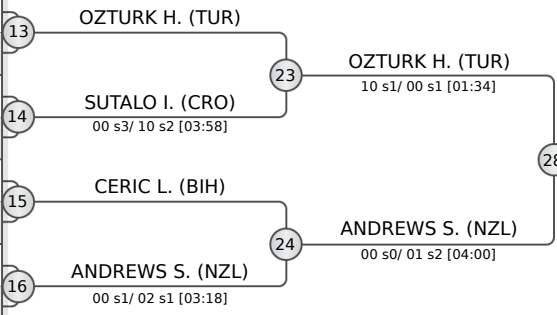 OZTURK H. (TUR)
13
23
OZTURK H. (TUR)
10 s1/ 00 s1 [01:34]
SUTALO I. (CRO)
14
00 s3/ 10 s2 [03:58]
28
CERIC L. (BIH)
15
24
ANDREWS S. (NZL)
00 s0/ 01 s2 [04:00]
ANDREWS S. (NZL)
16
00 s1/ 02 s1 [03:18]